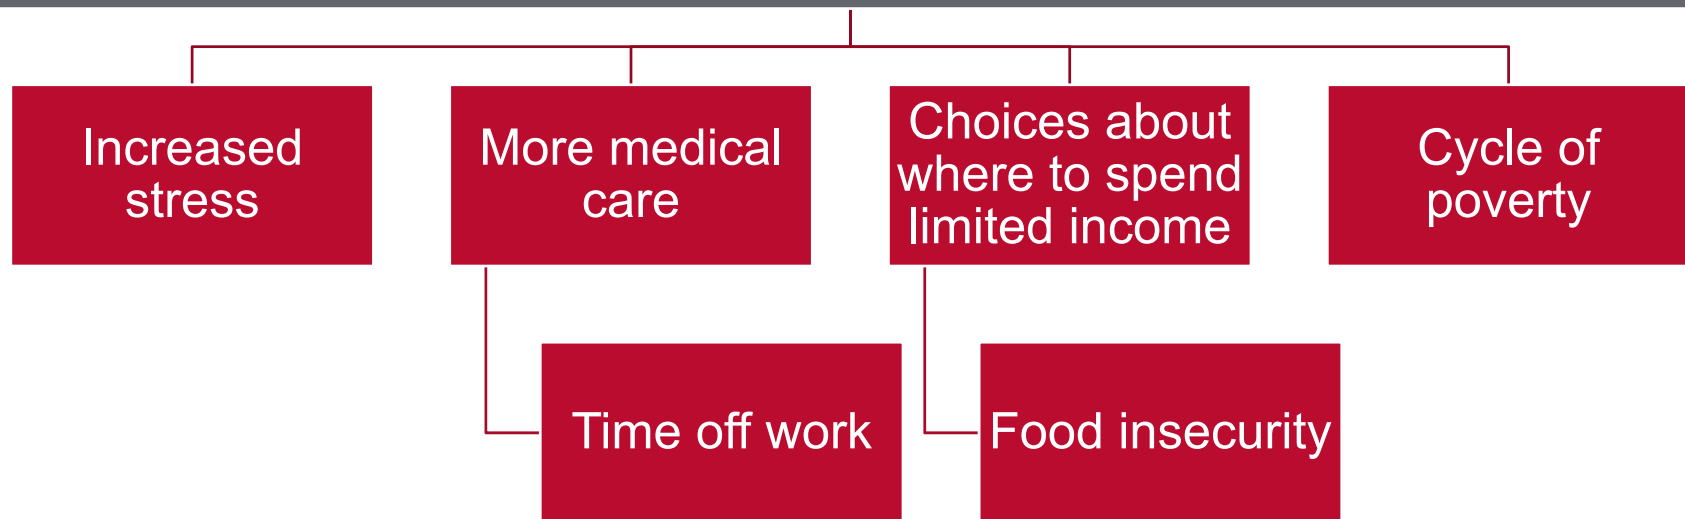 Increased
stress
More medical
care
Choices about
where to spend
limited income
Cycle of
poverty
Time off work
Food insecurity